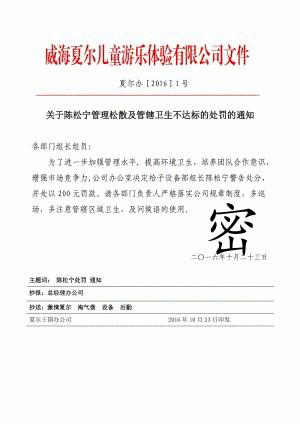 威海夏尔儿童游乐体验有限公司文件
夏尔办［2016］1号
关于陈松宁管理松散及管辖卫生不达标的处罚的通知
各部门组长组员：
为了进一步加强管理水平，提高环境卫生，培养团队合作意识，
增强市场竞争力，公司办公室决定给予设备部组长陈松宁警告处分，
并处以200元罚款。请各部门负责人严格落实公司规章制度，多巡
场，多注意管辖区域卫生，及问候语的使用。
密
二〇一六年十月二十三日
主题词： 陈松宁处罚 通知
抄报：总经理办公司
抄送：激情夏尔 淘气堡 设备 后勤
夏尔王国办公司 2016年10月23日印发